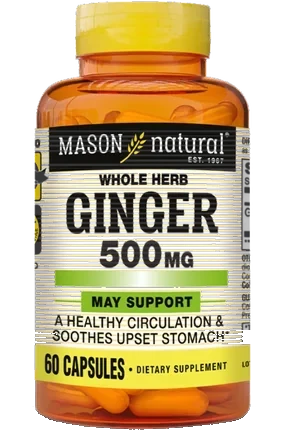 MASON natural®
EST. 1967
WHOLE HERB
GINGER
500 MG
MAY SUPPORT
A HEALTHY CIRCULATION &
SOOTHES UPSET STOMACH*
60 CAPSULES • DIETARY SUPPLEMENT